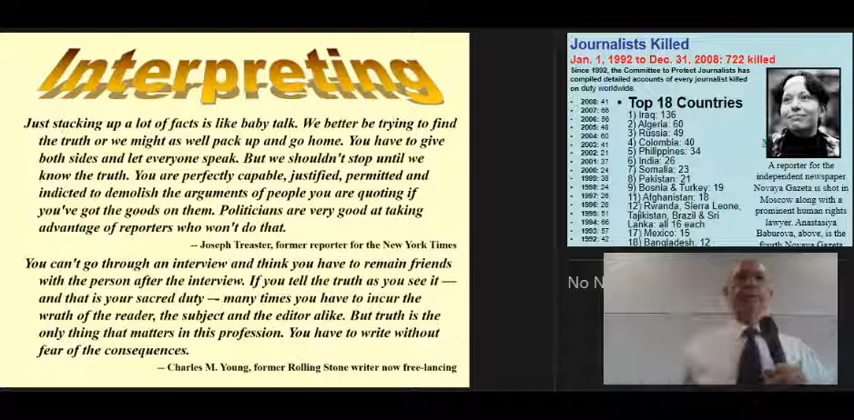 Interpreting
Just stacking up a lot of facts is like baby talk. We better be trying to find
the truth or we might as well pack up and go home. You have to give
both sides and let everyone speak. But we shouldn't stop until we
know the truth. You are perfectly capable, justified, permitted and
indicted to demolish the arguments of people you are quoting if
you've got the goods on them. Politicians are very good at taking
advantage of reporters who won't do that.
-- Joseph Treaster, former reporter for the New York Times
You can't go through an interview and think you have to remain friends
with the person after the interview. If you tell the truth as you see it —
and that is your sacred duty — many times you have to incur the
wrath of the reader, the subject and the editor alike. But truth is the
only thing that matters in this profession. You have to write without
fear of the consequences.
-- Charles M. Young, former Rolling Stone writer now free-lancing
Journalists Killed
Jan. 1, 1992 to Dec. 31, 2008: 722 killed
Since 1992, the Committee to Protect Journalists has
compiled detailed accounts of every journalist killed
on duty worldwide.
• 2008: 41
• 2007: 66
• 2006: 56
• 2005: 48
• 2004: 60
• 2003: 41
• 2002: 21
• 2001: 37
• 2000: 24
• 1999: 38
• 1998: 24
• 1997: 26
• 1996: 26
• 1995: 51
• 1994: 66
• 1993: 57
• 1992: 42
• Top 18 Countries
1) Iraq: 136
2) Algeria: 60
3) Russia: 49
4) Colombia: 40
5) Philippines: 34
6) India: 26
7) Somalia: 23
8) Pakistan: 21
9) Bosnia & Turkey: 19
11) Afghanistan: 18
12) Rwanda, Sierra Leone,
Tajikistan, Brazil & Sri
Lanka: all 16 each
17) Mexico: 15
18) Bangladesh, 12
A reporter for the
independent newspaper
Novaya Gazeta is shot in
Moscow along with a
prominent human rights
lawyer. Anastasiya
Baburova, above, is the
fourth Novaya Gazeta
No N